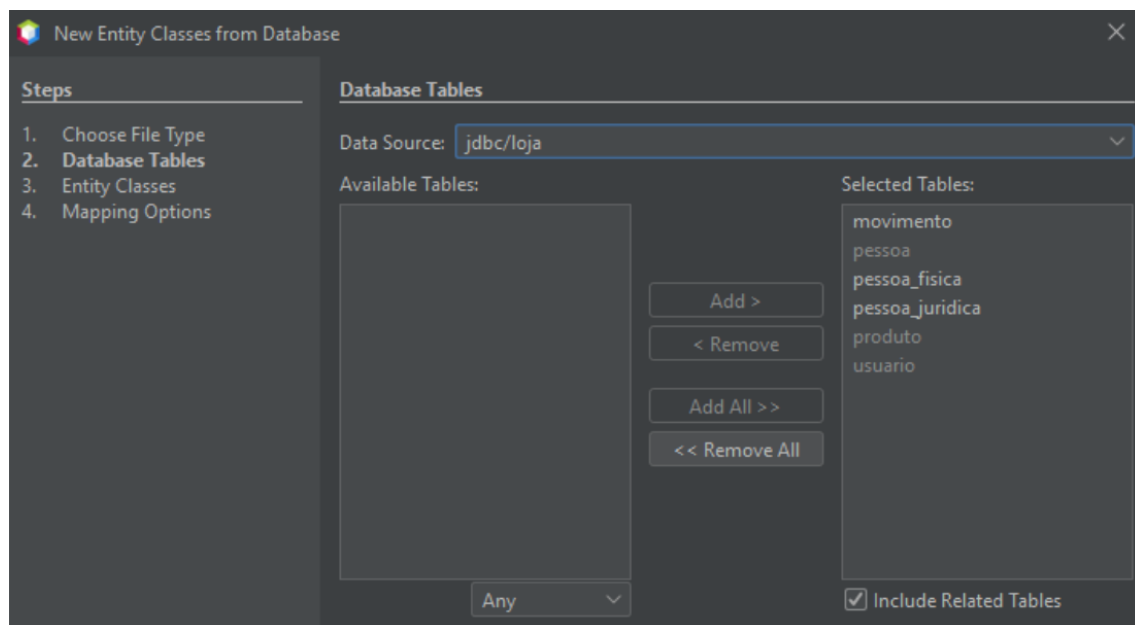 New Entity Classes from Database
Steps
1. Choose File Type
2. Database Tables
3. Entity Classes
4. Mapping Options
Database Tables
Data Source: jdbc/loja
Available Tables:
Add >
< Remove
Add All >>
<< Remove All
Any
Selected Tables:
movimento
pessoa
pessoa_fisica
pessoa_juridica
produto
usuario
Include Related Tables